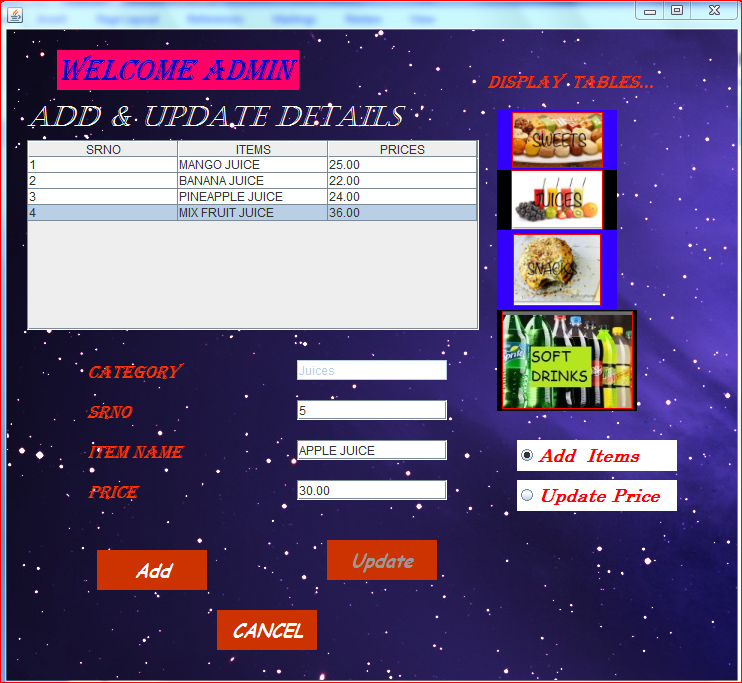 WELCOME ADMIN
ADD & UPDATE DETAILS
SRNO ITEMS PRICES
1 MANGO JUICE 25.00
2 BANANA JUICE 22.00
3 PINEAPPLE JUICE 24.00
4 MIX FRUIT JUICE 36.00
CATEGORY Juices
SRNO 5
ITEM NAME APPLE JUICE
PRICE 30.00
Add
Update
CANCEL
DISPLAY TABLES...
SWEETS
JUICES
SNACKS
Sprite
SOFT
DRINKS
Add Items
Update Price